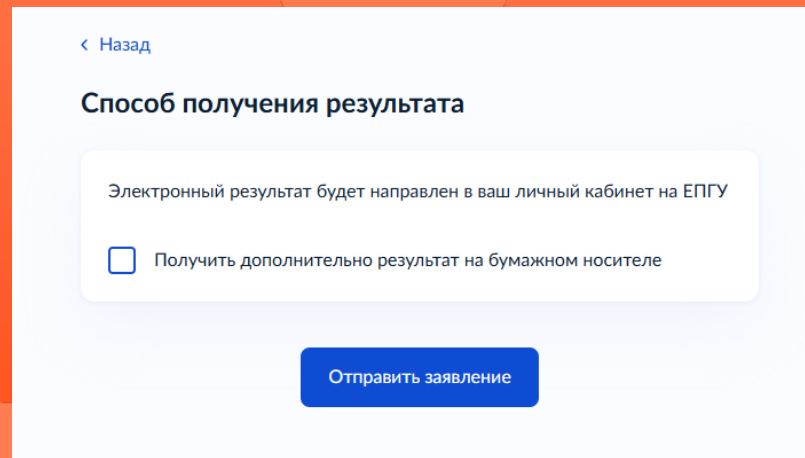 Назад
Способ получения результата
Электронный результат будет направлен в ваш личный кабинет на ЕПГУ
Получить дополнительно результат на бумажном носителе
Отправить заявление